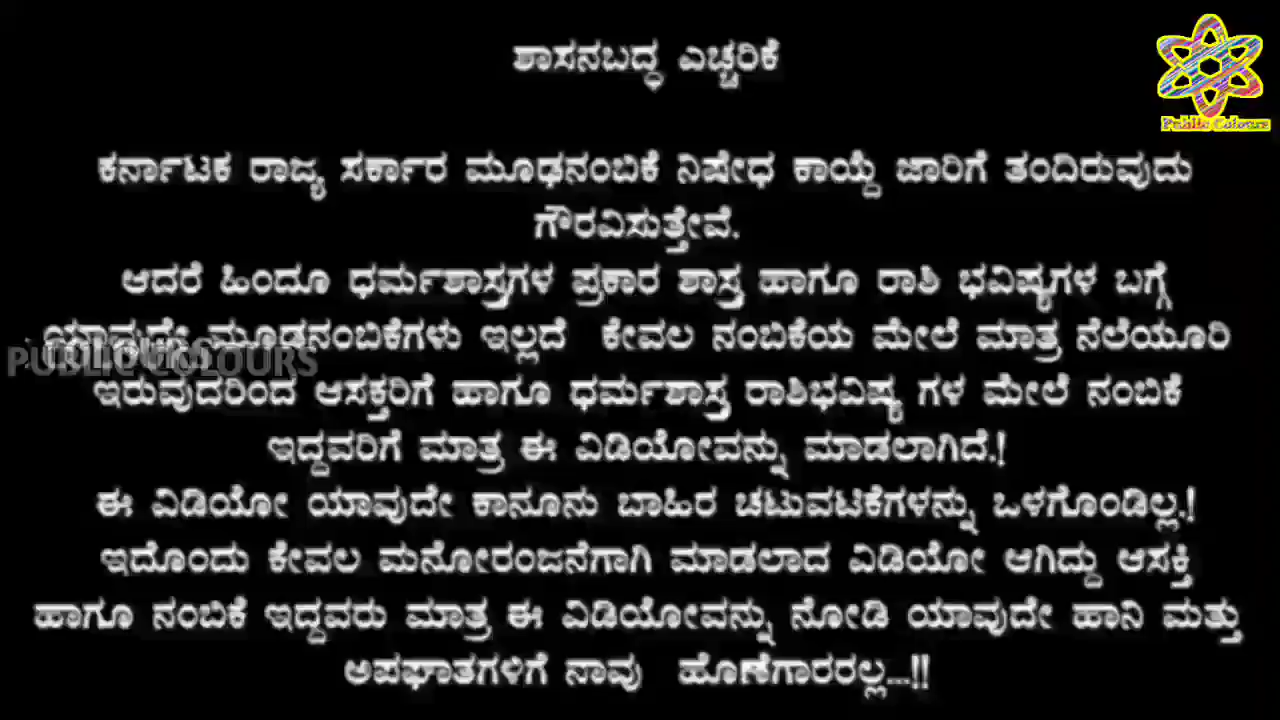 ಶಾಸನಬದ್ಧ ಎಚ್ಚರಿಕೆ
Public Colours
ಕರ್ನಾಟಕ ರಾಜ್ಯ ಸರ್ಕಾರ ಮೂಢನಂಬಿಕೆ ನಿಷೇಧ ಕಾಯ್ದೆ ಜಾರಿಗೆ ತಂದಿರುವುದು
ಗೌರವಿಸುತ್ತೇವೆ.
ಆದರೆ ಹಿಂದೂ ಧರ್ಮಶಾಸ್ತ್ರಗಳ ಪ್ರಕಾರ ಶಾಸ್ತ್ರ ಹಾಗೂ ರಾಶಿ ಭವಿಷ್ಯಗಳ ಬಗ್ಗೆ
ಯಾವುದೇ ಮೂಢನಂಬಿಕೆಗಳು ಇಲ್ಲದೆ ಕೇವಲ ನಂಬಿಕೆಯ ಮೇಲೆ ಮಾತ್ರ ನೆಲೆಯೂರಿ
PUBLIC COLOURS
ಇರುವುದರಿಂದ ಆಸಕ್ತರಿಗೆ ಹಾಗೂ ಧರ್ಮಶಾಸ್ತ್ರ ರಾಶಿಭವಿಷ್ಯ ಗಳ ಮೇಲೆ ನಂಬಿಕೆ
ಇದ್ದವರಿಗೆ ಮಾತ್ರ ಈ ವಿಡಿಯೋವನ್ನು ಮಾಡಲಾಗಿದೆ.!
ಈ ವಿಡಿಯೋ ಯಾವುದೇ ಕಾನೂನು ಬಾಹಿರ ಚಟುವಟಿಕೆಗಳನ್ನು ಒಳಗೊಂಡಿಲ್ಲ.!
ಇದೊಂದು ಕೇವಲ ಮನೋರಂಜನೆಗಾಗಿ ಮಾಡಲಾದ ವಿಡಿಯೋ ಆಗಿದ್ದು ಆಸಕ್ತಿ
ಹಾಗೂ ನಂಬಿಕೆ ಇದ್ದವರು ಮಾತ್ರ ಈ ವಿಡಿಯೋವನ್ನು ನೋಡಿ ಯಾವುದೇ ಹಾನಿ ಮತ್ತು
ಅಪಘಾತಗಳಿಗೆ ನಾವು ಹೊಣೆಗಾರರಲ್ಲ...!!